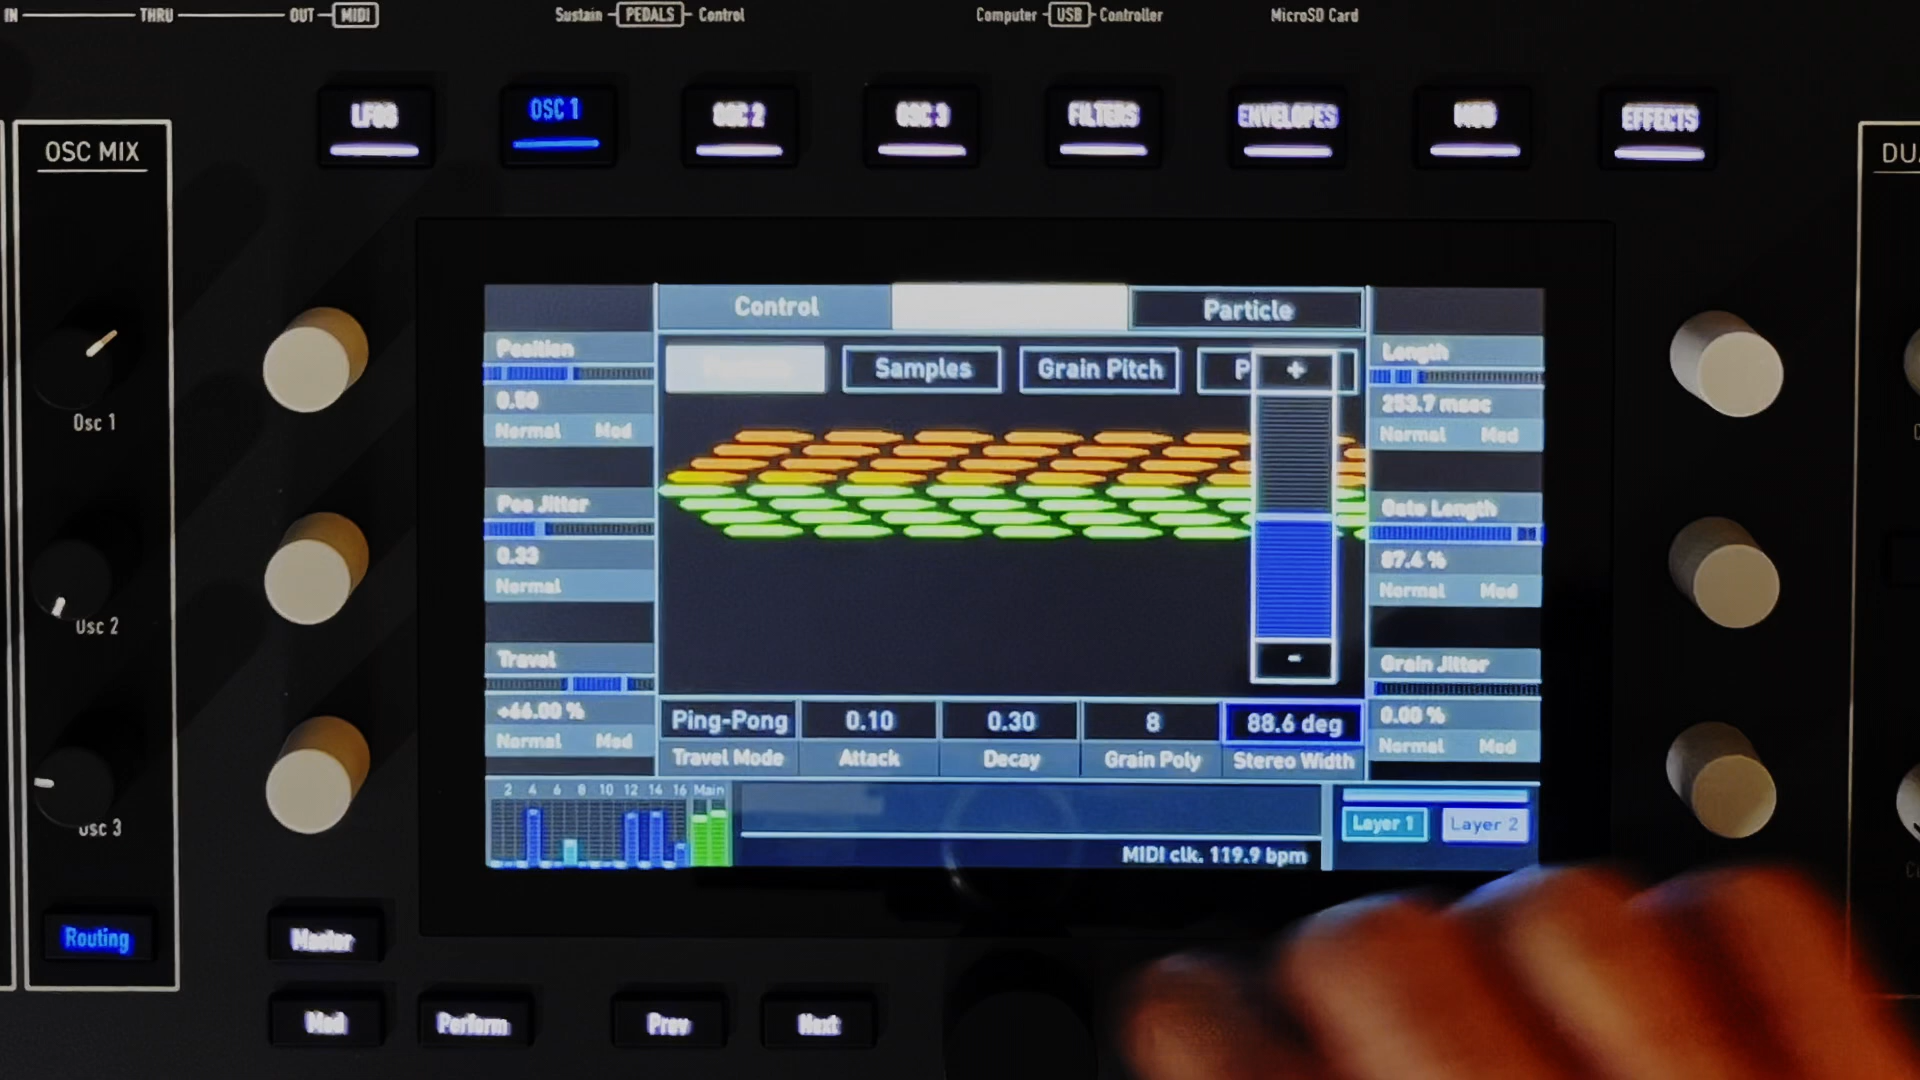 IN THRU OUT MIDI
Sustain PEDALS Control
Computer USB Controller
MicroSD Card
LFOS
OSC 1
OSC 2
OSC 3
FILTERS
ENVELOPES
MOD
EFFECTS
OSC MIX
Osc 1
Osc 2
Osc 3
Routing
Control
Particle
Samples
Grain Pitch
P
+
-
Position
0.50
Normal Mod
Pos Jitter
0.33
Normal
Travel
+66.00 %
Normal Mod
Length
253.7 msec
Normal Mod
Gate Length
87.4 %
Normal Mod
Grain Jitter
0.00 %
Normal Mod
Ping-Pong 0.10 0.30 8 88.6 deg
Travel Mode Attack Decay Grain Poly Stereo Width
2 4 6 8 10 12 14 16 Main
MIDI clk. 119.9 bpm
Layer 1 Layer 2
Master
Mod
Perform
Prev
Next